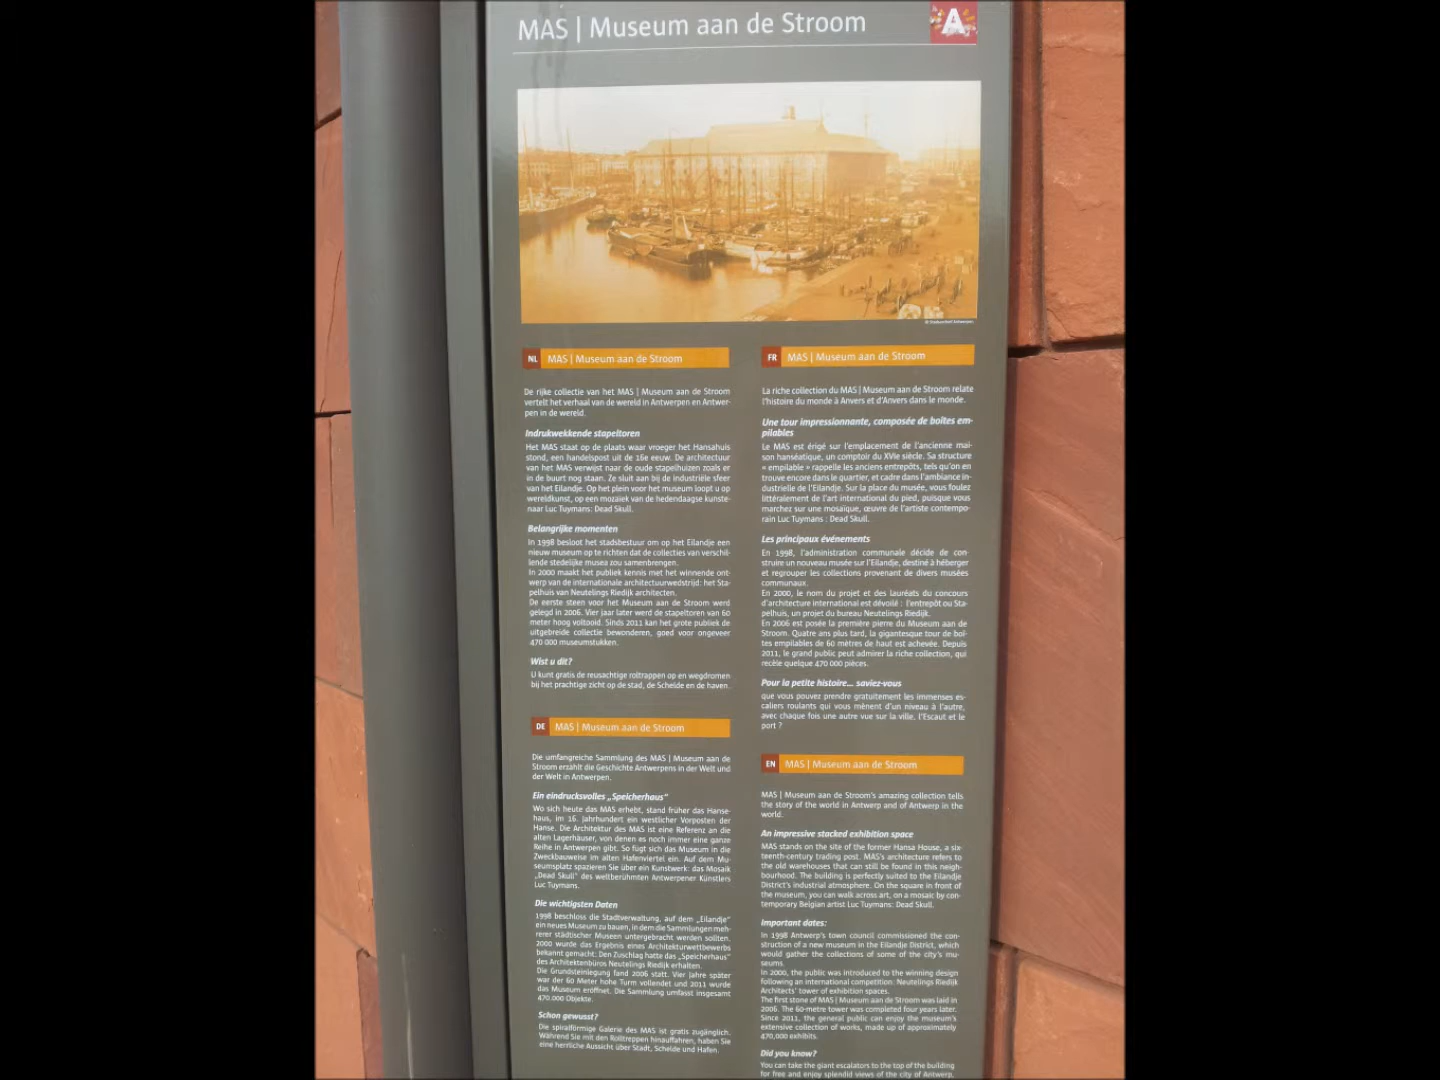 MAS | Museum aan de Stroom
A
NL MAS | Museum aan de Stroom
De rijke collectie van het MAS | Museum aan de Stroom
vertelt het verhaal van de wereld in Antwerpen en Antwer-
pen in de wereld.
Indrukwekkende stapeltoren
Het MAS staat op de plaats waar vroeger het Hansahuis
stond, een handelspost uit de 16e eeuw. De architectuur
van het MAS verwijst naar de oude stapelhuizen zoals er
in de buurt nog staan. Ze sluit aan bij de industriële sfeer
van het Eilandje. Op het plein voor het museum loopt u op
wereldkunst, op een mozaïek van de hedendaagse kunste-
naar Luc Tuymans: Dead Skull.
Belangrijke momenten
In 1998 besloot het stadsbestuur om op het Eilandje een
nieuw museum op te richten dat de collecties van verschil-
lende stedelijke musea zou samenbrengen.
In 2000 maakt het publiek kennis met het winnende ont-
werp van de internationale architectuurwedstrijd: het Sta-
pelhuis van Neutelings Riedijk architecten.
De eerste steen voor het Museum aan de Stroom werd
gelegd in 2006. Vier jaar later werd de stapeltoren van 60
meter hoog voltooid. Sinds 2011 kan het grote publiek de
uitgebreide collectie bewonderen, goed voor ongeveer
470 000 museumstukken.
Wist u dit?
U kunt gratis de reusachtige roltrappen op en wegdromen
bij het prachtige zicht op de stad, de Schelde en de haven.
DE MAS | Museum aan de Stroom
Die umfangreiche Sammlung des MAS | Museum aan de
Stroom erzählt die Geschichte Antwerpens in der Welt und
der Welt in Antwerpen.
Ein eindrucksvolles „Speicherhaus"
Wo sich heute das MAS erhebt, stand früher das Hanse-
haus, im 16. Jahrhundert ein westlicher Vorposten der
Hanse. Die Architektur des MAS ist eine Referenz an die
alten Lagerhäuser, von denen es noch immer eine ganze
Reihe in Antwerpen gibt. So fügt sich das Museum in die
Zweckbauweise im alten Hafenviertel ein. Auf dem Mu-
seumsplatz spazieren Sie über ein Kunstwerk: das Mosaik
„Dead Skull" des weltberühmten Antwerpener Künstlers
Luc Tuymans.
Die wichtigsten Daten
1998 beschloss die Stadtverwaltung, auf dem „Eilandje"
ein neues Museum zu bauen, in dem die Sammlungen meh-
rerer städtischer Museen untergebracht werden sollten.
2000 wurde das Ergebnis eines Architekturwettbewerbs
bekannt gemacht: Den Zuschlag hatte das „Speicherhaus"
des Architektenbüros Neutelings Riedijk erhalten.
Die Grundsteinlegung fand 2006 statt. Vier Jahre später
war der 60 Meter hohe Turm vollendet und 2011 wurde
das Museum eröffnet. Die Sammlung umfasst insgesamt
470.000 Objekte.
Schon gewusst?
Die spiralförmige Galerie des MAS ist gratis zugänglich.
Während Sie mit den Rolltreppen hinauffahren, haben Sie
eine herrliche Aussicht über Stadt, Schelde und Hafen.
FR MAS | Museum aan de Stroom
La riche collection du MAS | Museum aan de Stroom relate
l'histoire du monde à Anvers et d'Anvers dans le monde.
Une tour impressionnante, composée de boîtes em-
pilables
Le MAS est érigé sur l'emplacement de l'ancienne mai-
son hanséatique, un comptoir du XVIe siècle. Sa structure
« empilable » rappelle les anciens entrepôts, tels qu'on en
trouve encore dans le quartier, et cadre dans l'ambiance in-
dustrielle de l'Eilandje. Sur la place du musée, vous foulez
littéralement de l'art international du pied, puisque vous
marchez sur une mosaïque, œuvre de l'artiste contempo-
rain Luc Tuymans : Dead Skull.
Les principaux événements
En 1998, l'administration communale décide de con-
struire un nouveau musée sur l'Eilandje, destiné à héberger
et regrouper les collections provenant de divers musées
communaux.
En 2000, le nom du projet et des lauréats du concours
d'architecture international est dévoilé : l'entrepôt ou Sta-
pelhuis, un projet du bureau Neutelings Riedijk.
En 2006 est posée la première pierre du Museum aan de
Stroom. Quatre ans plus tard, la gigantesque tour de boî-
tes empilables de 60 mètres de haut est achevée. Depuis
2011, le grand public peut admirer la riche collection, qui
recèle quelque 470 000 pièces.
Pour la petite histoire... saviez-vous
que vous pouvez prendre gratuitement les immenses es-
caliers roulants qui vous mènent d'un niveau à l'autre,
avec chaque fois une autre vue sur la ville, l'Escaut et le
port ?
EN MAS | Museum aan de Stroom
MAS | Museum aan de Stroom's amazing collection tells
the story of the world in Antwerp and of Antwerp in the
world.
An impressive stacked exhibition space
MAS stands on the site of the former Hansa House, a six-
teenth-century trading post. MAS's architecture refers to
the old warehouses that can still be found in this neigh-
bourhood. The building is perfectly suited to the Eilandje
District's industrial atmosphere. On the square in front of
the museum, you can walk across art, on a mosaic by con-
temporary Belgian artist Luc Tuymans: Dead Skull.
Important dates:
In 1998 Antwerp's town council commissioned the con-
struction of a new museum in the Eilandje District, which
would gather the collections of some of the city's mu-
seums.
In 2000, the public was introduced to the winning design
following an international competition: Neutelings Riedijk
Architects' tower of exhibition spaces.
The first stone of MAS | Museum aan de Stroom was laid in
2006. The 60-metre tower was completed four years later.
Since 2011, the general public can enjoy the museum's
extensive collection of works, made up of approximately
470,000 exhibits.
Did you know?
You can take the giant escalators to the top of the building
for free and enjoy splendid views of the city of Antwerp,